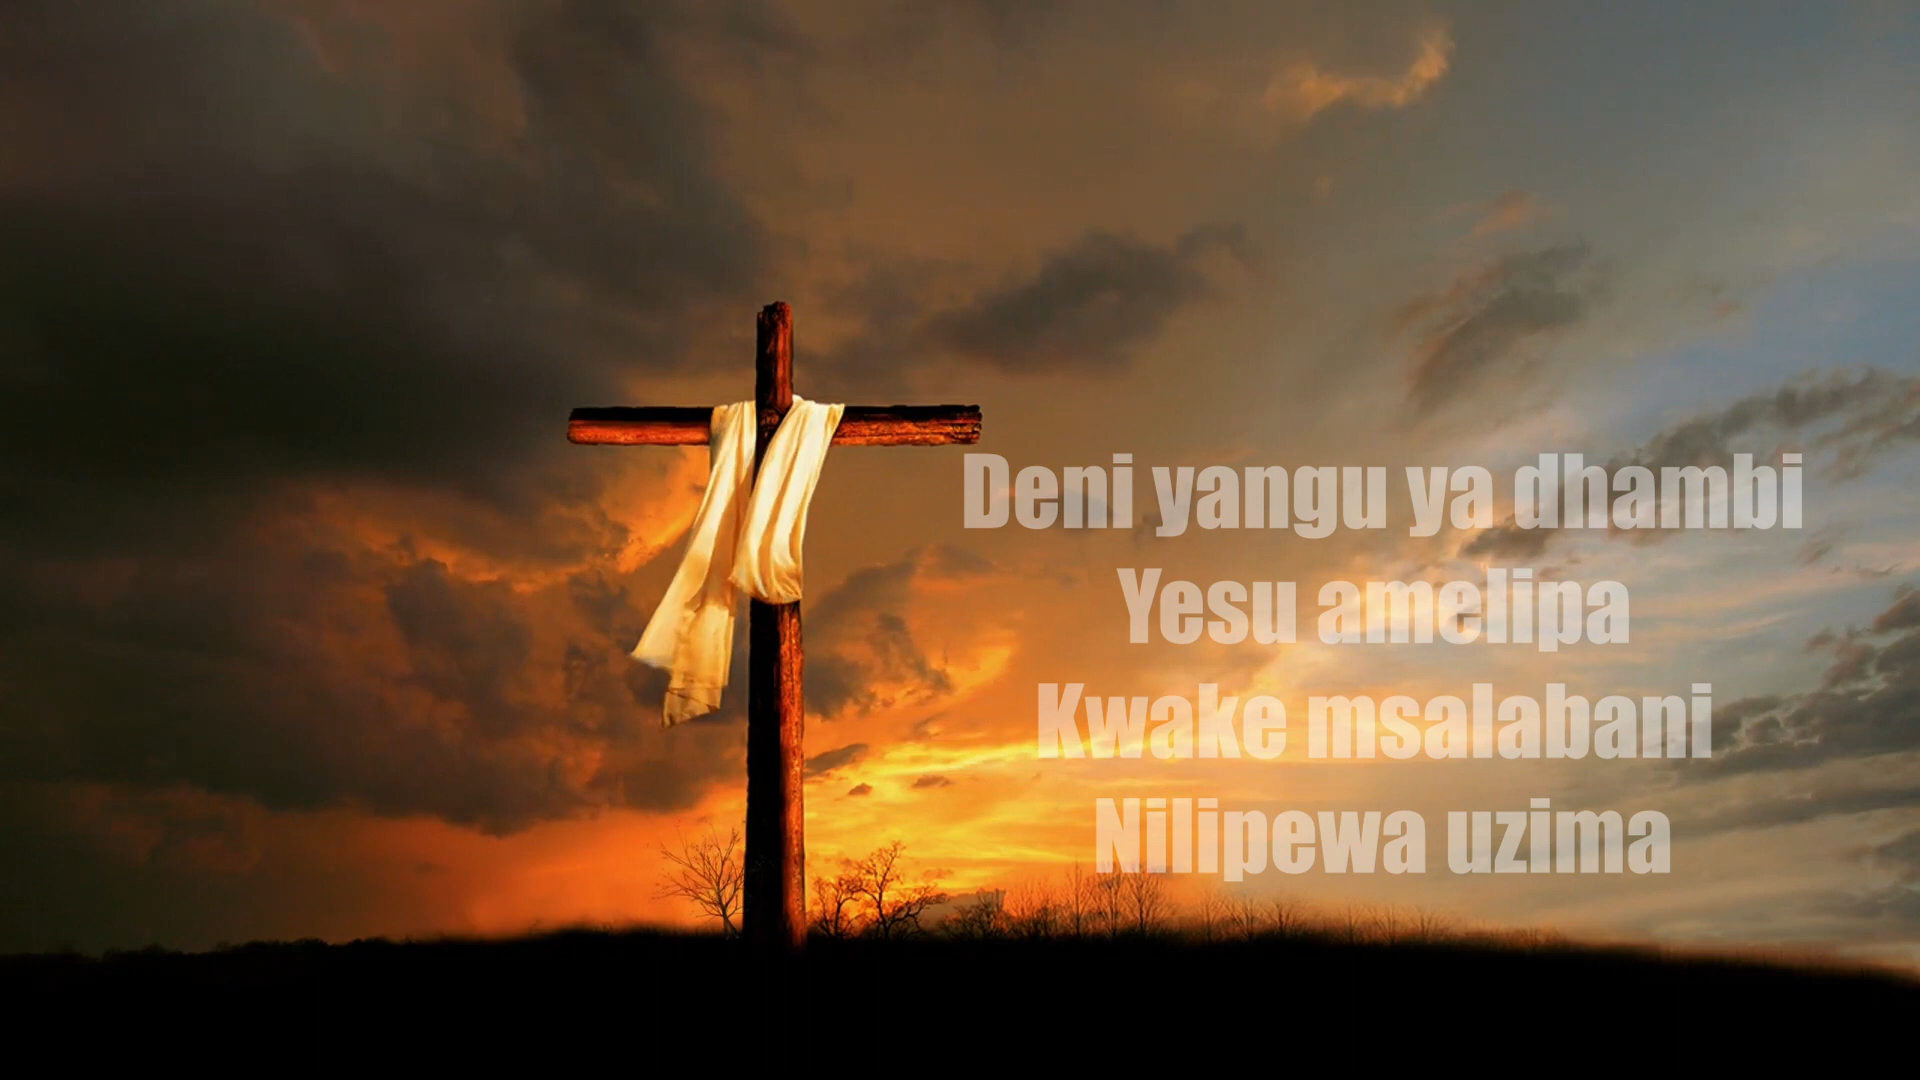 Deni yangu ya dhambi
Yesu amelipa
Kwake msalabani
Nilipewa uzima